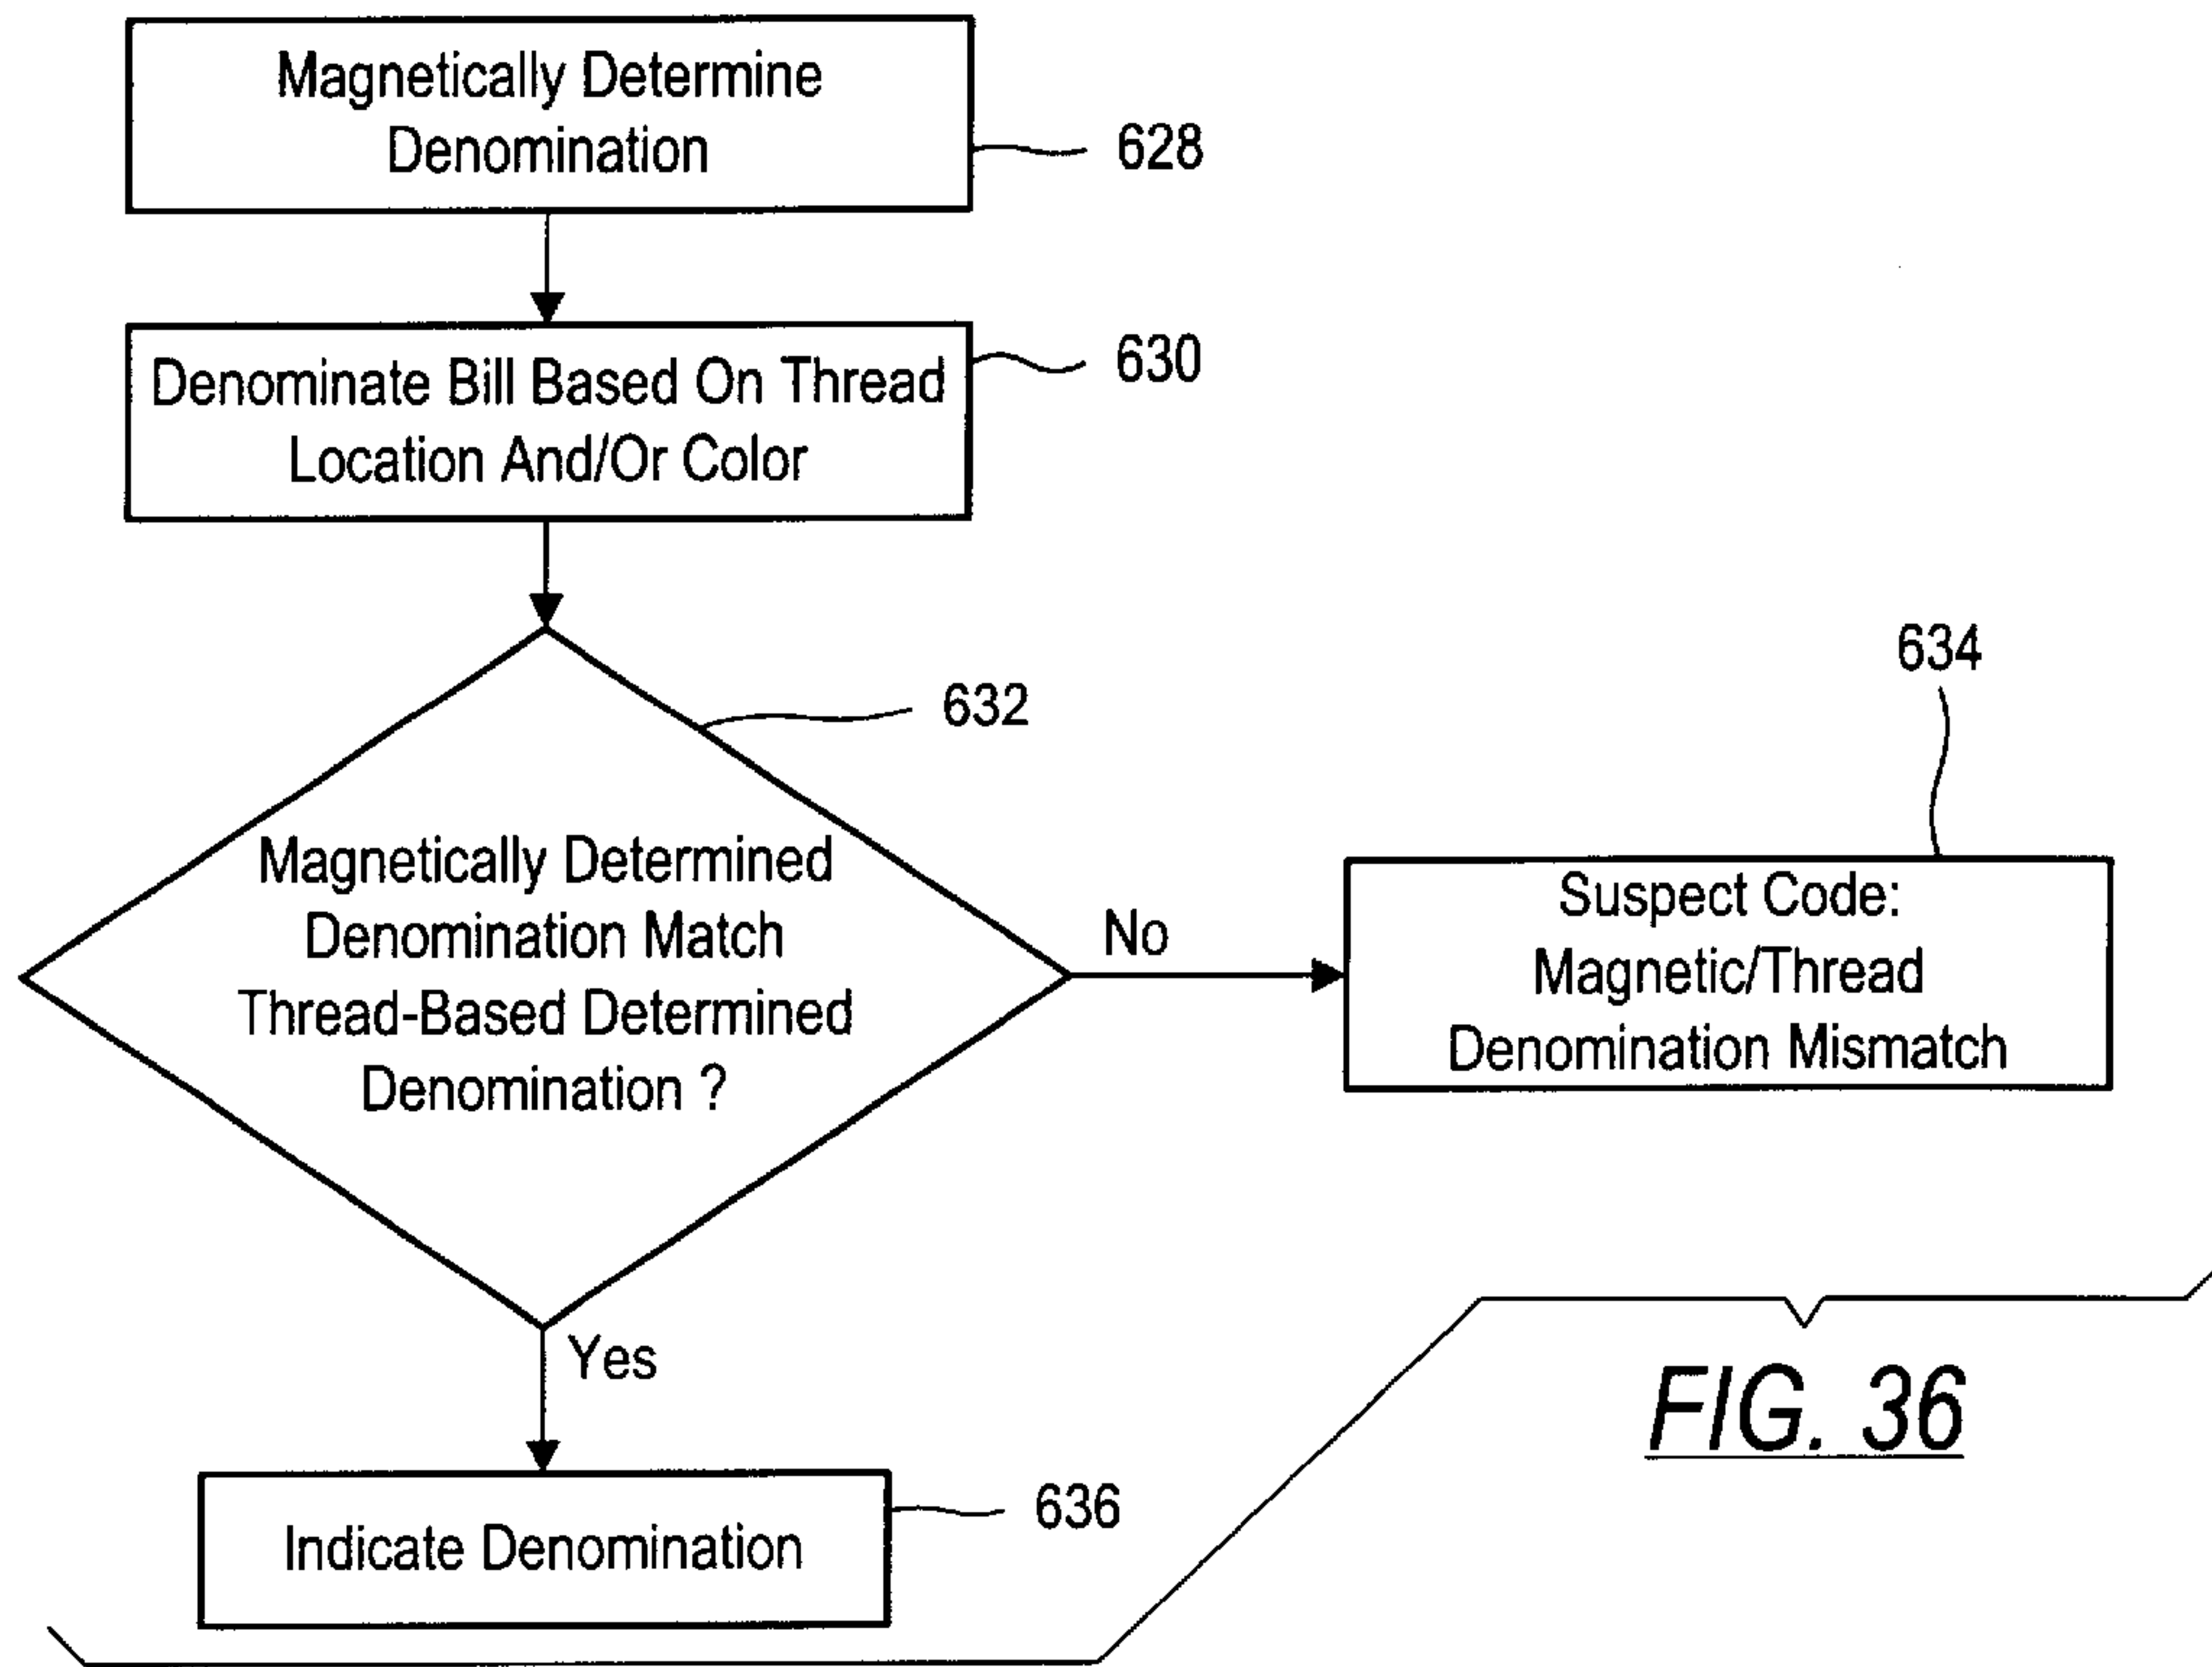 Magnetically Determine
Denomination
628
Denominate Bill Based On Thread
Location And/Or Color
630
632
Magnetically Determined
Denomination Match
Thread-Based Determined
Denomination ?
No
634
Suspect Code:
Magnetic/Thread
Denomination Mismatch
Yes
Indicate Denomination
636
FIG. 36